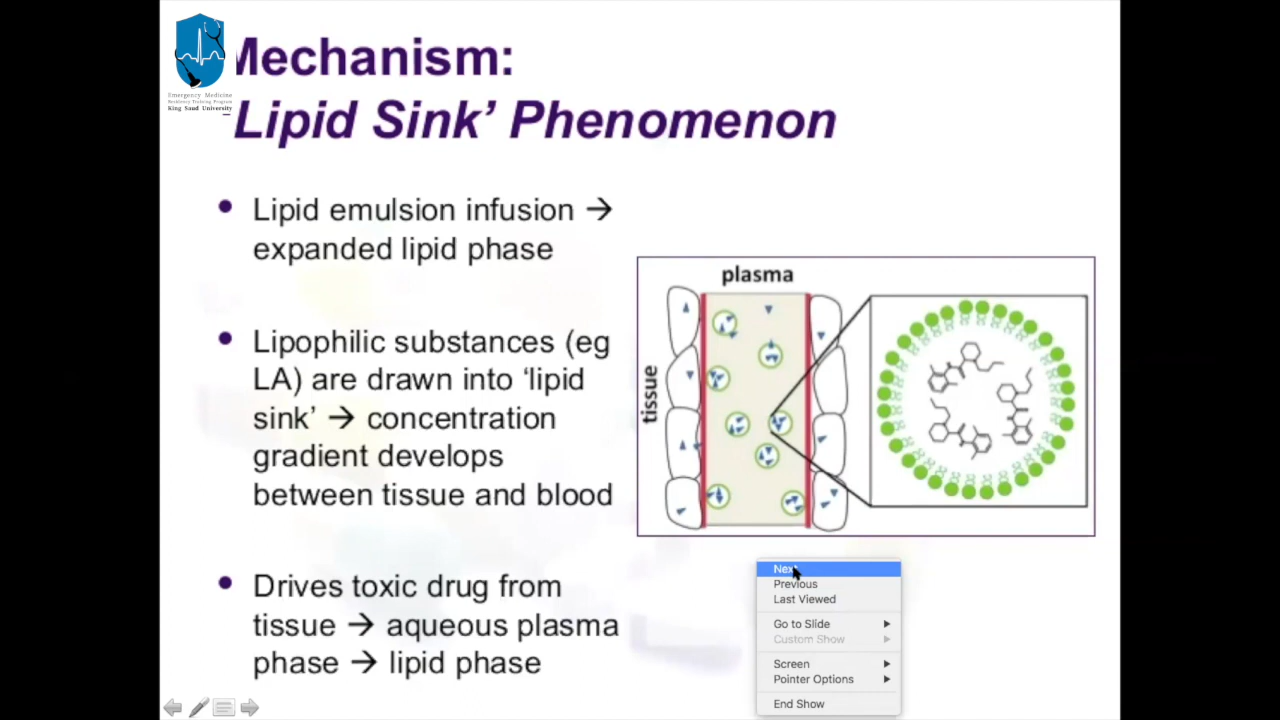 Mechanism:
‘Lipid Sink’ Phenomenon
Emergency Medicine
Residency Training Program
King Saud University
• Lipid emulsion infusion →
expanded lipid phase
• Lipophilic substances (eg
LA) are drawn into ‘lipid
sink’ → concentration
gradient develops
between tissue and blood
• Drives toxic drug from
tissue → aqueous plasma
phase → lipid phase
plasma
tissue
Next
Previous
Last Viewed
Go to Slide
Custom Show
Screen
Pointer Options
End Show